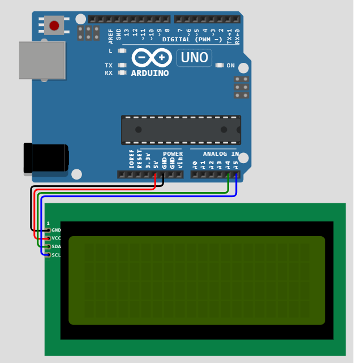 AREF
GND
13
12
~11
~10
~9
8
7
~6
~5
4
~3
2
TX→1
RX←0
DIGITAL (PWM ~)
L
TX
RX
ARDUINO
UNO
ON
POWER
ANALOG IN
IOREF
RESET
3.3V
5V
GND
GND
Vin
A0
A1
A2
A3
A4
A5
1
GND
VCC
SDA
SCL